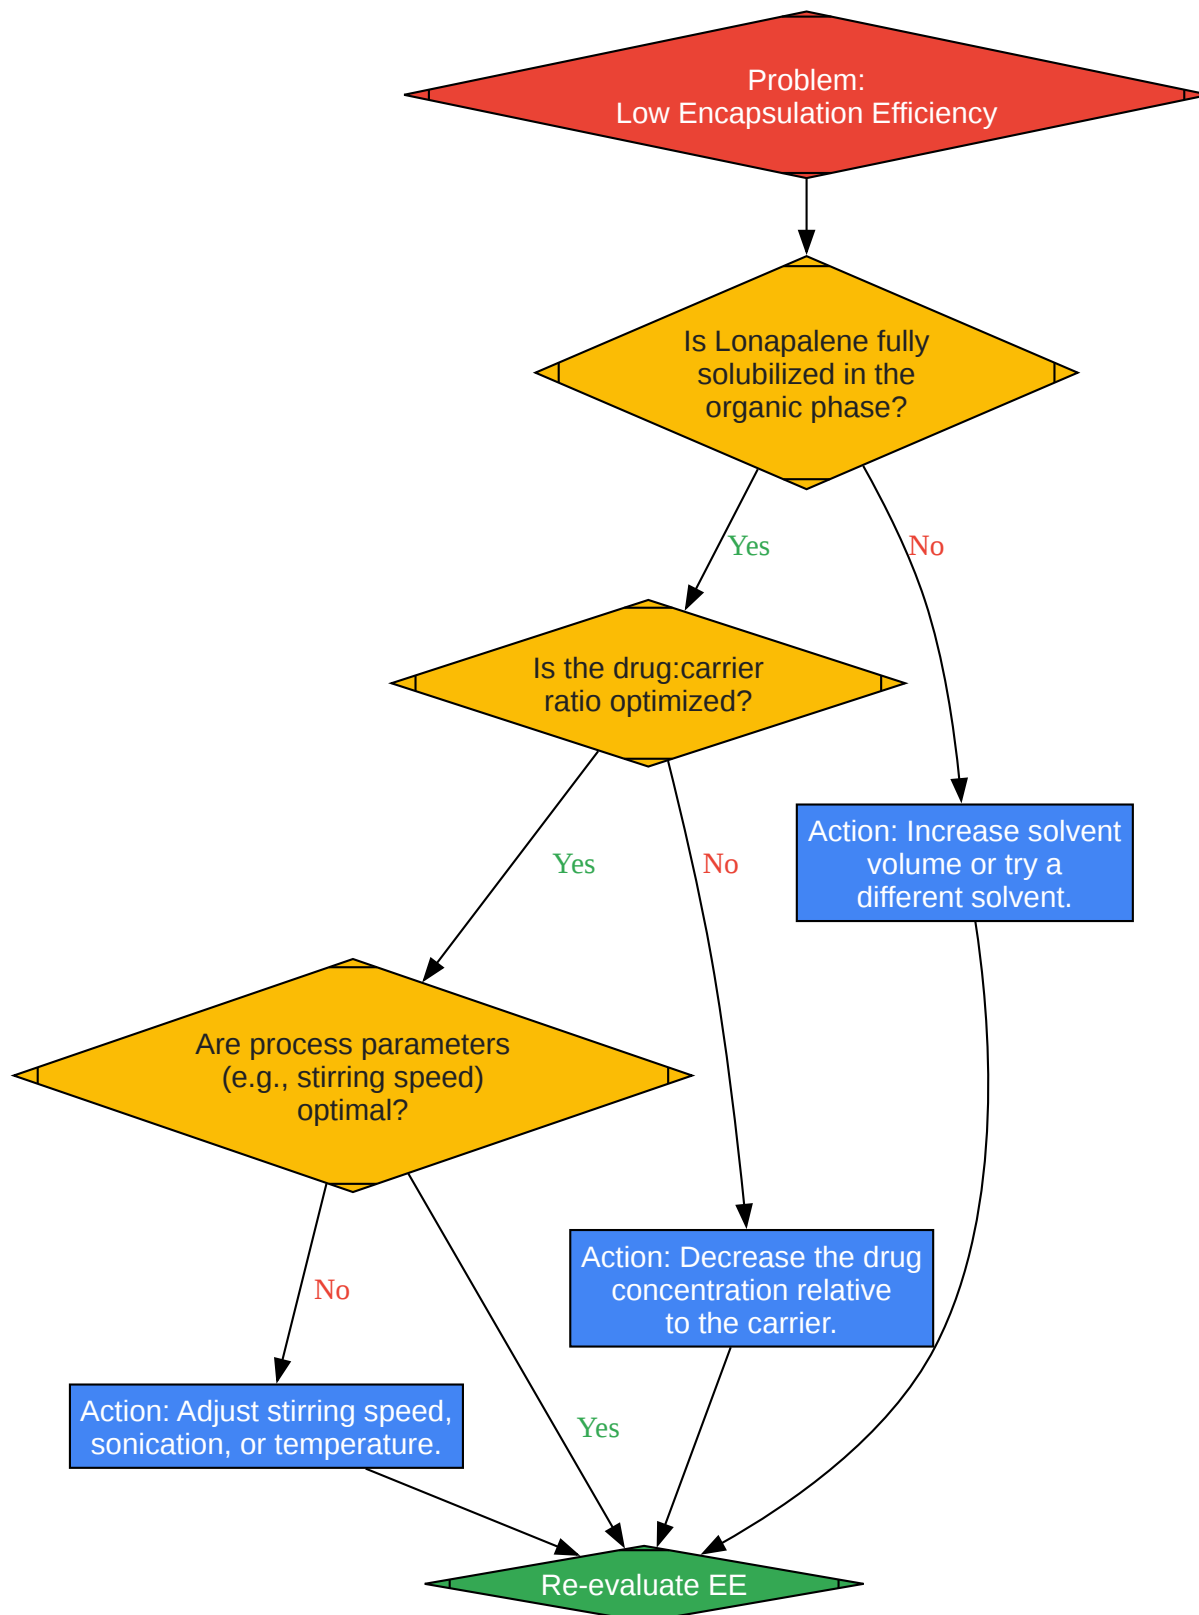 Problem:
Low Encapsulation Efficiency
Is Lonapalene fully
solubilized in the
organic phase?
Yes
No
Is the drug:carrier
ratio optimized?
Action: Increase solvent
volume or try a
different solvent.
Yes
No
Are process parameters
(e.g., stirring speed)
optimal?
Action: Decrease the drug
concentration relative
to the carrier.
No
Action: Adjust stirring speed,
sonication, or temperature.
Yes
Re-evaluate EE